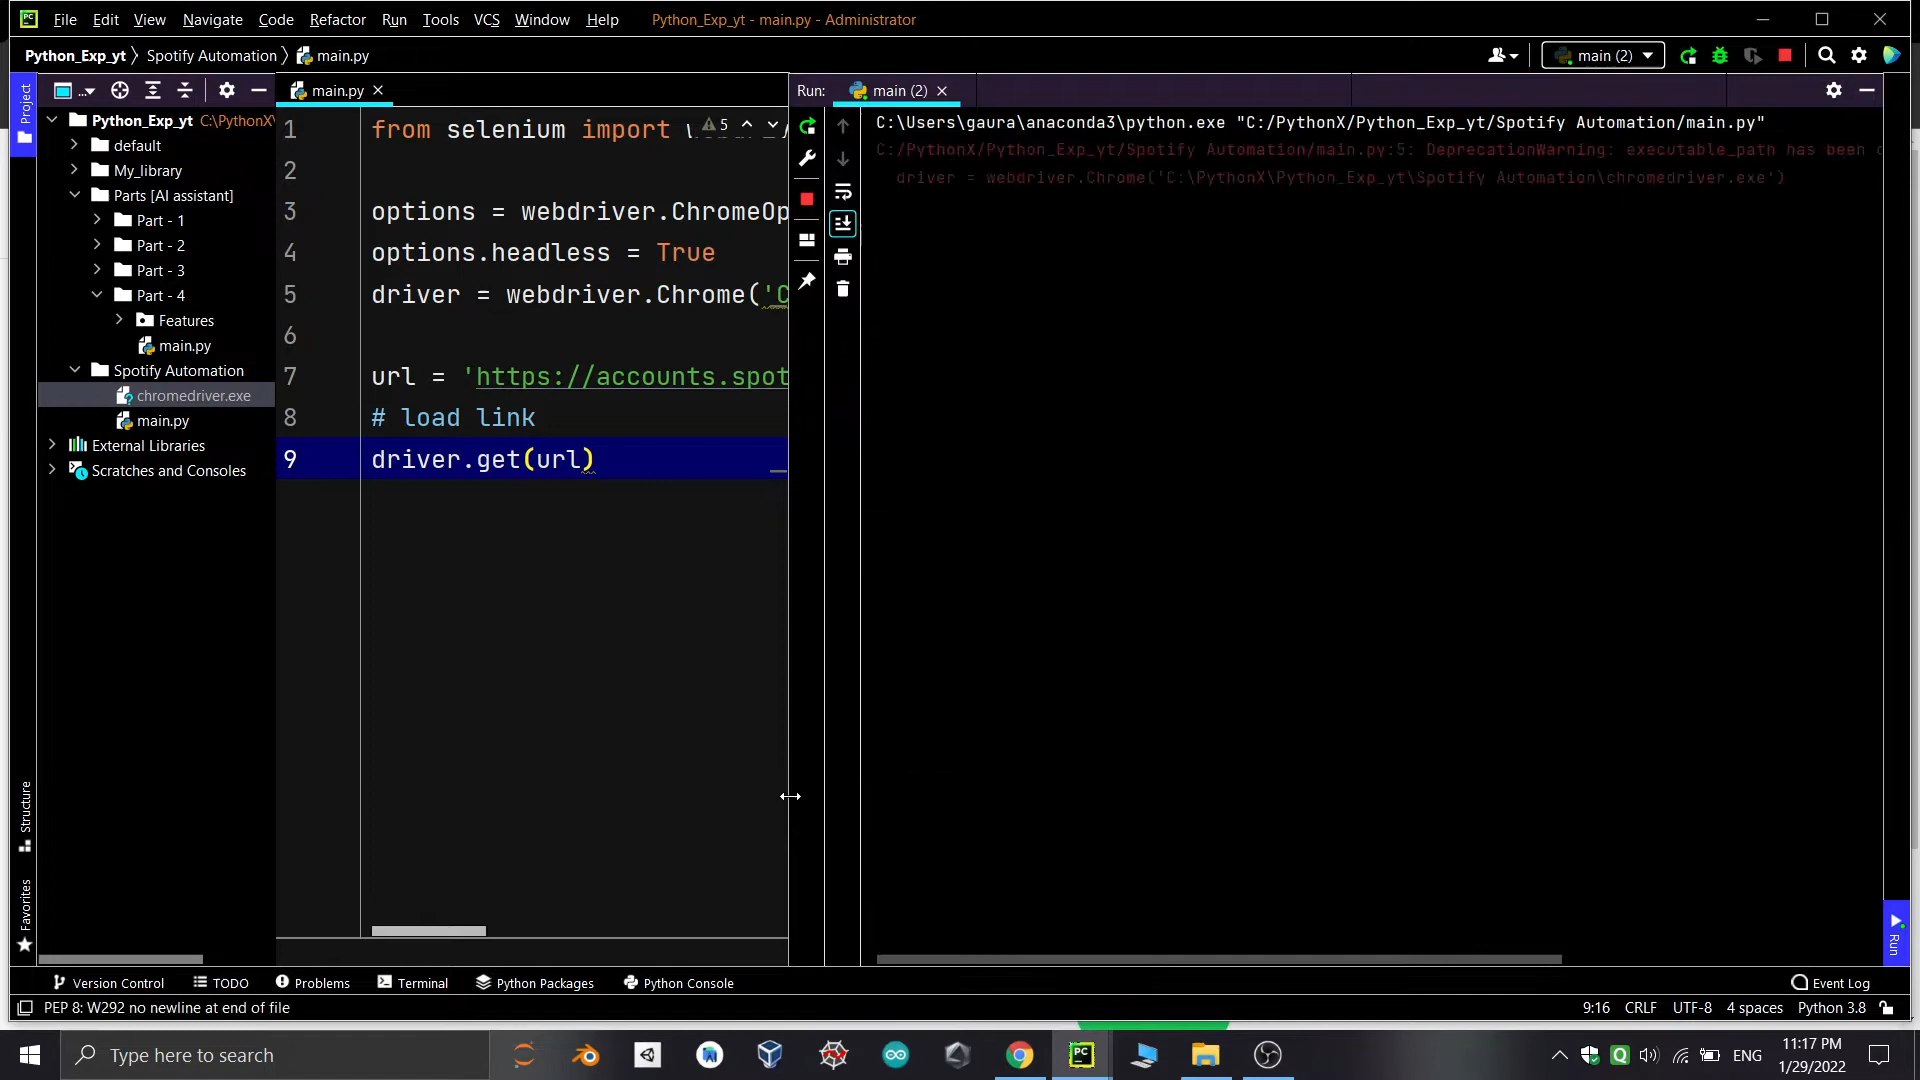 File Edit View Navigate Code Refactor Run Tools VCS Window Help Python_Exp_yt - main.py - Administrator
Python_Exp_yt Spotify Automation main.py main (2)
Project
...
main.py
Run: main (2)
Python_Exp_yt C:\PythonX\
default
My_library
Parts [AI assistant]
Part - 1
Part - 2
Part - 3
Part - 4
Features
main.py
Spotify Automation
chromedriver.exe
main.py
External Libraries
Scratches and Consoles
1 from selenium import
5
2
3 options = webdriver.ChromeOp
4 options.headless = True
5 driver = webdriver.Chrome('C
6
7 url = 'https://accounts.spot
8 # load link
9 driver.get(url)
C:\Users\gaura\anaconda3\python.exe "C:/PythonX/Python_Exp_yt/Spotify Automation/main.py"
C:/PythonX/Python_Exp_yt/Spotify Automation/main.py:5: DeprecationWarning: executable_path has been
driver = webdriver.Chrome('C:\PythonX\Python_Exp_yt\Spotify Automation\chromedriver.exe')
Structure
Favorites
Run
Version Control TODO Problems Terminal Python Packages Python Console Event Log
PEP 8: W292 no newline at end of file 9:16 CRLF UTF-8 4 spaces Python 3.8
Type here to search
PC
ENG
11:17 PM
1/29/2022